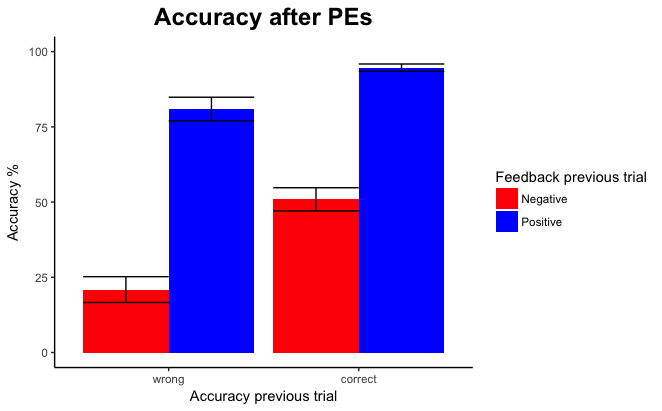 Accuracy after PEs
100
75
50
25
0
Accuracy %
wrong
correct
Accuracy previous trial
Feedback previous trial
Negative
Positive